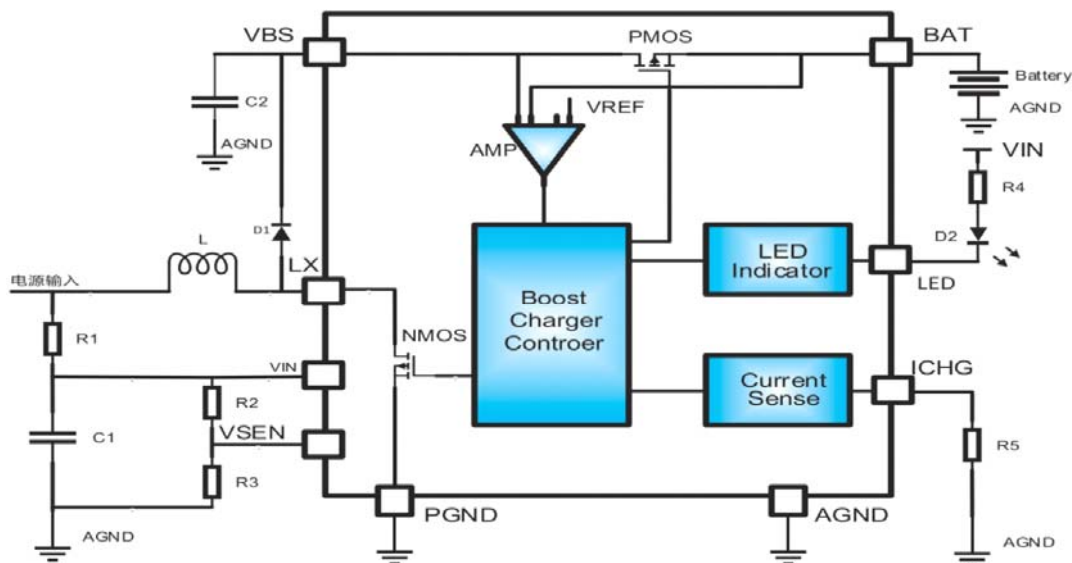 VBS
PMOS
BAT
C2
VREF
Battery
AGND
AMP
AGND
VIN
R4
D1
D2
L
LX
LED
Indicator
LED
电源输入
Boost
Charger
Controer
NMOS
R1
VIN
Current
Sense
ICHG
R2
VSEN
C1
R5
R3
PGND
AGND
AGND
AGND